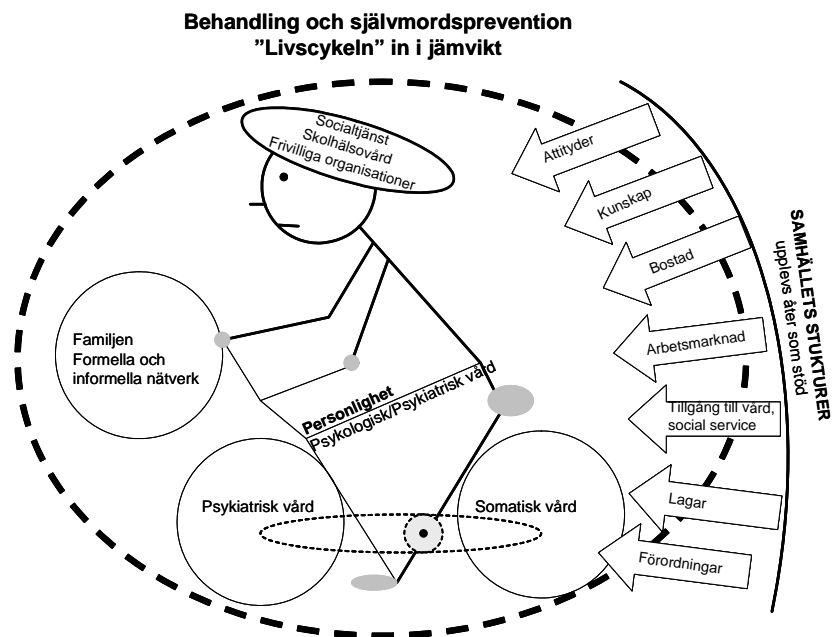 Behandling och självmordsprevention
”Livscykeln” in i jämvikt
Socialtjänst
Skolhälsovård
Frivilliga organisationer
Attityder
Kunskap
Bostad
Arbetsmarknad
Tillgång till vård,
social service
Lagar
Förordningar
SAMHÄLLETS STUKTURER
upplevs åter som stöd
Familjen
Formella och
informella nätverk
Personlighet
Psykologisk/Psykiatrisk vård
Psykiatrisk vård
Somatisk vård